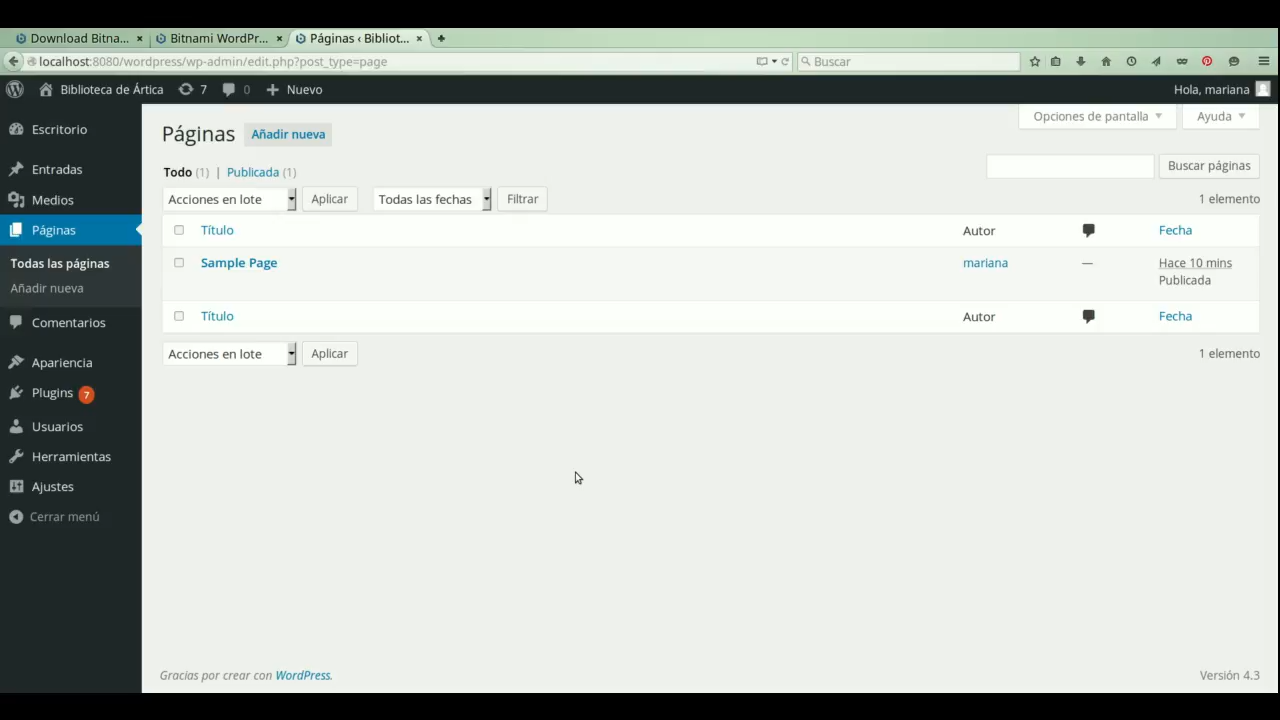 Download Bitna... × Bitnami WordPr... × Páginas ‹ Bibliot... ×
localhost:8080/wordpress/wp-admin/edit.php?post_type=page Buscar
Biblioteca de Ártica 7 0 Nuevo Hola, mariana
Opciones de pantalla Ayuda
Escritorio
Entradas
Medios
Páginas
Todas las páginas
Añadir nueva
Comentarios
Apariencia
Plugins 7
Usuarios
Herramientas
Ajustes
Cerrar menú
Páginas Añadir nueva
Todo (1) | Publicada (1)
Buscar páginas
Acciones en lote Aplicar Todas las fechas Filtrar 1 elemento
Título Autor Fecha
Sample Page mariana — Hace 10 mins
Publicada
Título Autor Fecha
Acciones en lote Aplicar 1 elemento
Gracias por crear con WordPress. Versión 4.3